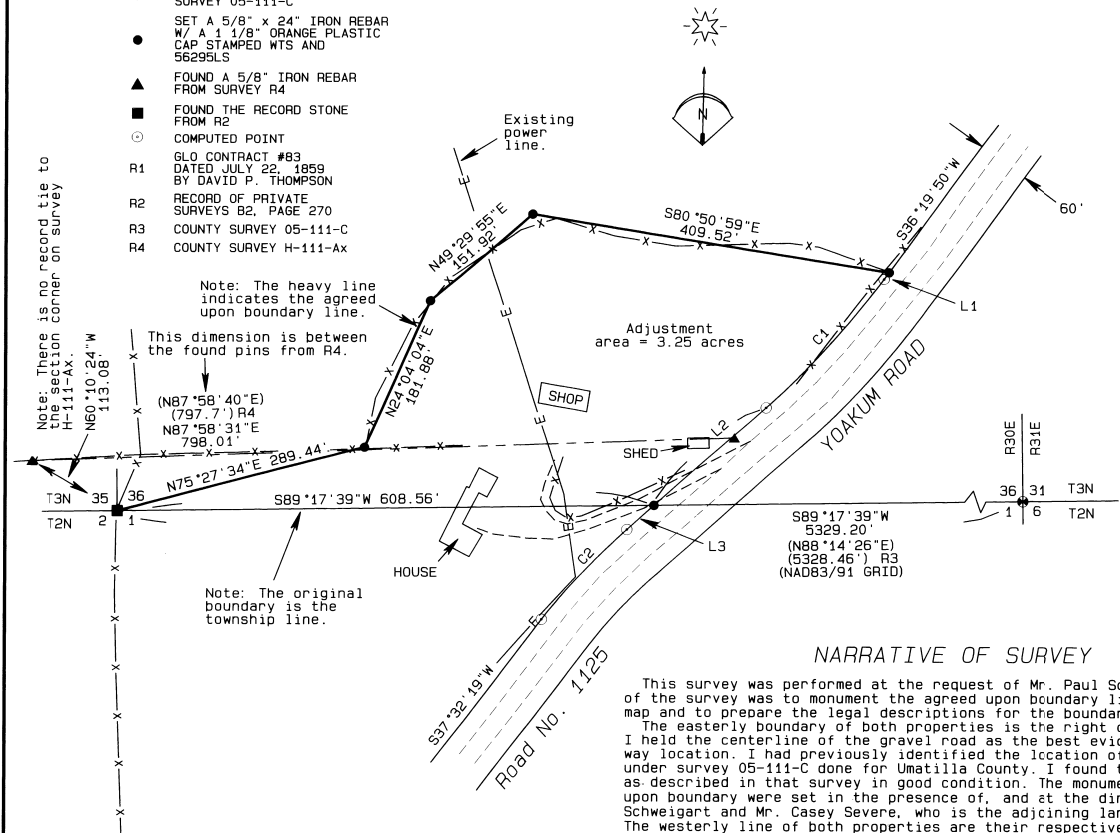 SURVEY 05-111-C
SET A 5/8" x 24" IRON REBAR
W/ A 1 1/8" ORANGE PLASTIC
CAP STAMPED WTS AND
56295LS
FOUND A 5/8" IRON REBAR
FROM SURVEY R4
FOUND THE RECORD STONE
FROM R2
COMPUTED POINT
R1 GLO CONTRACT #83
DATED JULY 22, 1859
BY DAVID P. THOMPSON
R2 RECORD OF PRIVATE
SURVEYS B2, PAGE 270
R3 COUNTY SURVEY 05-111-C
R4 COUNTY SURVEY H-111-Ax
Note: There is no record tie to
the section corner on survey
H-111-Ax.
N60°10'24"W
113.08'
Existing
power
line.
N
60'
S36°19'50"W
S80°50'59"E
409.52'
N49°29'55"E
151.92'
Note: The heavy line
indicates the agreed
upon boundary line.
This dimension is between
the found pins from R4.
(N87°58'40"E)
(797.7') R4
N87°58'31"E
798.01'
N24°04'04"E
181.88'
Adjustment
area = 3.25 acres
L1
C1
YOAKUM ROAD
SHOP
L2
SHED
N75°27'34"E 289.44'
T3N 35 36
T2N 2 1
S89°17'39"W 608.56'
R30E
R31E
36 31 T3N
1 6 T2N
S89°17'39"W
5329.20'
(N88°14'26"E)
(5328.46') R3
(NAD83/91 GRID)
L3
C2
HOUSE
Note: The original
boundary is the
township line.
S37°32'19"W
Road No. 1125
NARRATIVE OF SURVEY
This survey was performed at the request of Mr. Paul
of the survey was to monument the agreed upon boundary
map and to prepare the legal descriptions for the
The easterly boundary of both properties is the right
I held the centerline of the gravel road as the best
way location. I had previously identified the location
under survey 05-111-C done for Umatilla County. I found
as described in that survey in good condition. The
upon boundary were set in the presence of, and at the
Schweigart and Mr. Casey Severe, who is the adjoining
The westerly line of both properties are their